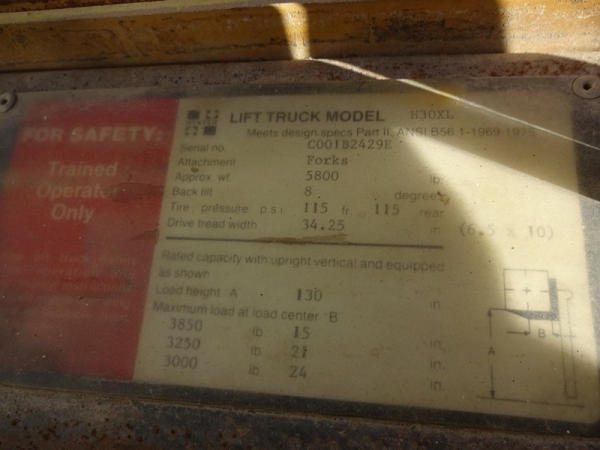 FOR SAFETY:
Trained
Operator
Only
LIFT TRUCK MODEL H30XL
Meets design specs Part II, ANSI B56.1-1969 1975
Serial no. C001B2429E
Attachment Forks
Approx. wt. 5800 lb
Back tilt 8 degrees
Tire pressure p.s.i 115 fr 115 rear
Drive tread width 34.25 in (6.5 x 10)
Rated capacity with upright vertical and equipped
as shown
Load height A 130 in
Maximum load at load center B
3850 lb 15 in.
3250 lb 21 in.
3000 lb 24 in.
A
B